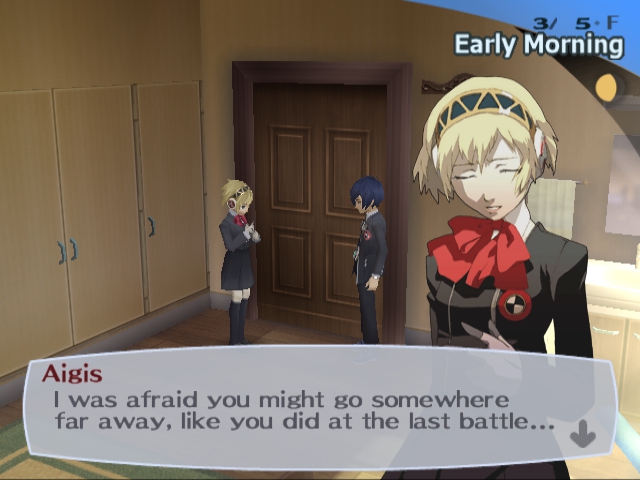 3/ 5·F
Early Morning
Aigis
I was afraid you might go somewhere
far away, like you did at the last battle...